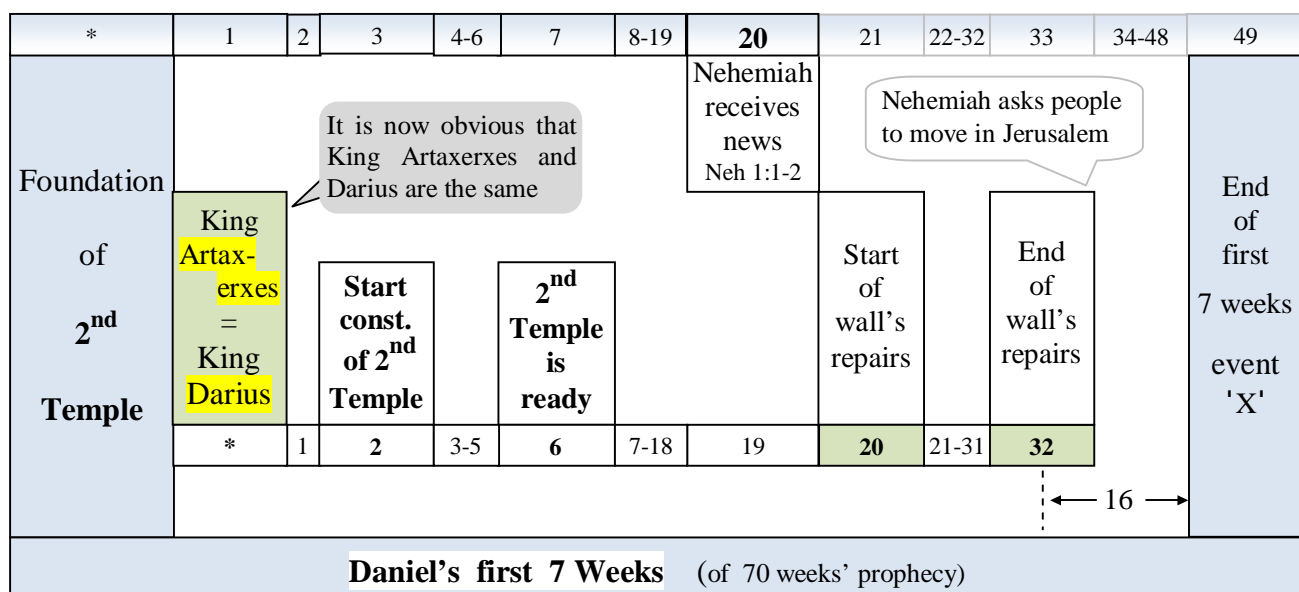 * 1 2 3 4-6 7 8-19 20 21 22-32 33 34-48 49
Foundation
of
2nd
Temple
King
Artax-
erxes
=
King
Darius
It is now obvious that
King Artaxerxes and
Darius are the same
Start
const.
of 2nd
Temple
2nd
Temple
is
ready
Nehemiah
receives
news
Neh 1:1-2
Start
of
wall’s
repairs
Nehemiah asks people
to move in Jerusalem
End
of
wall’s
repairs
End
of
first
7 weeks
event
'X'
* 1 2 3-5 6 7-18 19 20 21-31 32
16
Daniel’s first 7 Weeks (of 70 weeks’ prophecy)